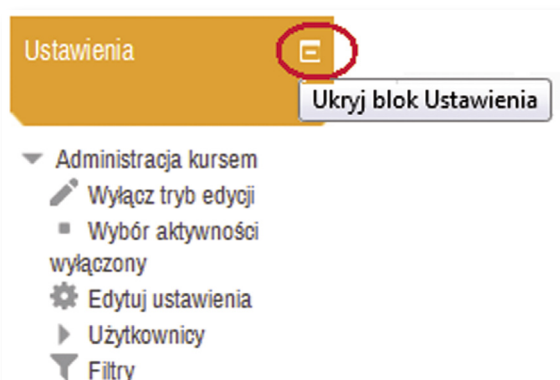 Ustawienia
Ukryj blok Ustawienia
Administracja kursem
Wyłącz tryb edycji
Wybór aktywności
wyłączony
Edytuj ustawienia
Użytkownicy
Filtry